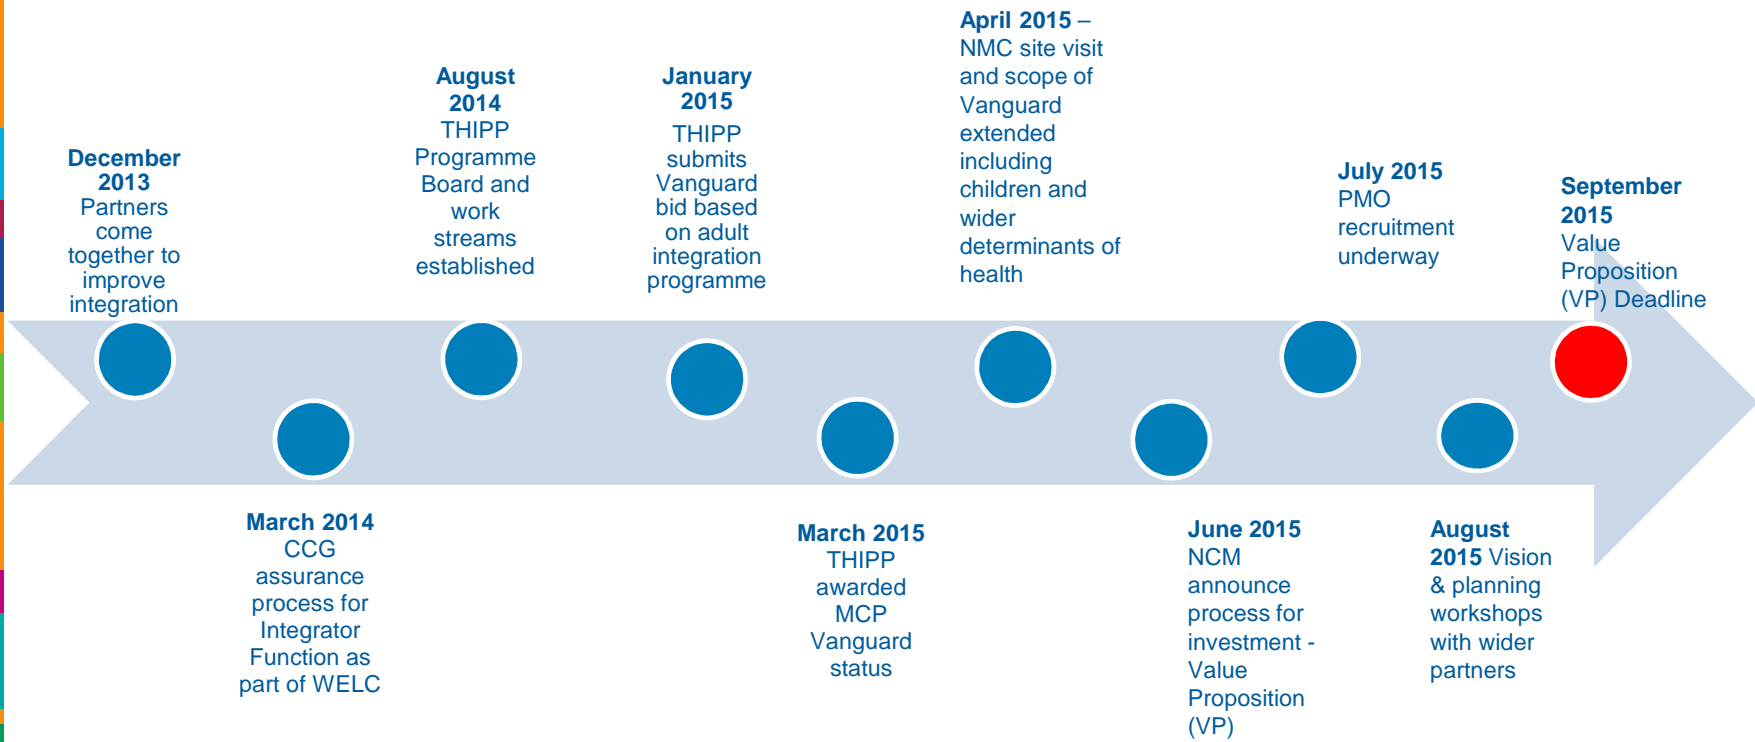 December
2013
Partners
come
together to
improve
integration
March 2014
CCG
assurance
process for
Integrator
Function as
part of WELC
August
2014
THIPP
Programme
Board and
work
streams
established
January
2015
THIPP
submits
Vanguard
bid based
on adult
integration
programme
March 2015
THIPP
awarded
MCP
Vanguard
status
April 2015 –
NMC site visit
and scope of
Vanguard
extended
including
children and
wider
determinants of
health
June 2015
NCM
announce
process for
investment -
Value
Proposition
(VP)
July 2015
PMO
recruitment
underway
August
2015 Vision
& planning
workshops
with wider
partners
September
2015
Value
Proposition
(VP) Deadline